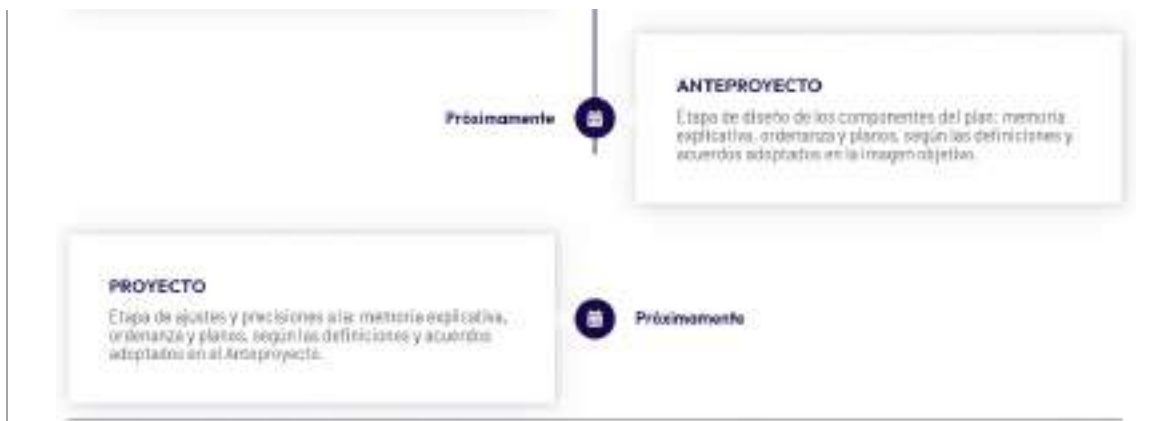 ANTEPROYECTO
Próximamente
Etapa de diseño de los componentes del plan: memoria
explicativa, ordenanza y planos, según las definiciones y
acuerdos adoptados en la imagen objetivo.
PROYECTO
Etapa de ajustes y precisiones a la: memoria explicativa,
ordenanza y planos, según las definiciones y acuerdos
adoptados en el Anteproyecto.
Próximamente